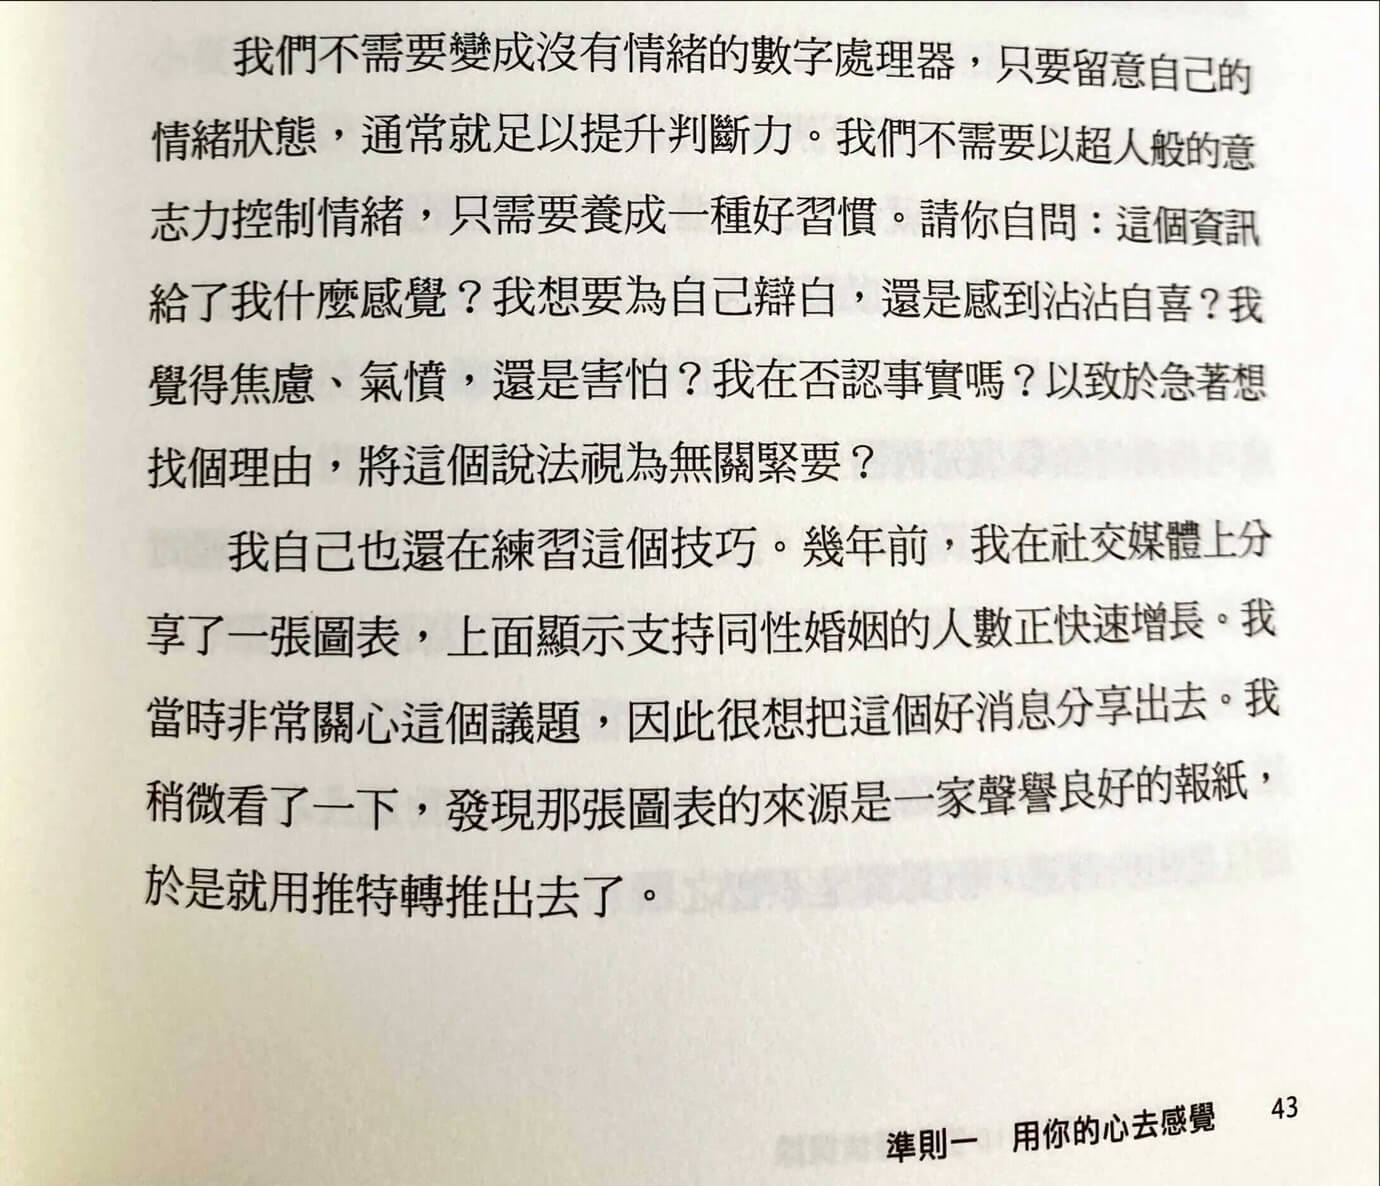 我們不需要變成沒有情緒的數字處理器，只要留意自己的
情緒狀態，通常就足以提升判斷力。我們不需要以超人般的意
志力控制情緒，只需要養成一種好習慣。請你自問：這個資訊
給了我什麼感覺？我想要為自己辯白，還是感到沾沾自喜？我
覺得焦慮、氣憤，還是害怕？我在否認事實嗎？以致於急著想
找個理由，將這個說法視為無關緊要？
我自己也還在練習這個技巧。幾年前，我在社交媒體上分
享了一張圖表，上面顯示支持同性婚姻的人數正快速增長。我
當時非常關心這個議題，因此很想把這個好消息分享出去。我
稍微看了一下，發現那張圖表的來源是一家聲譽良好的報紙，
於是就用推特轉推出去了。
準則一　用你的心去感覺　43